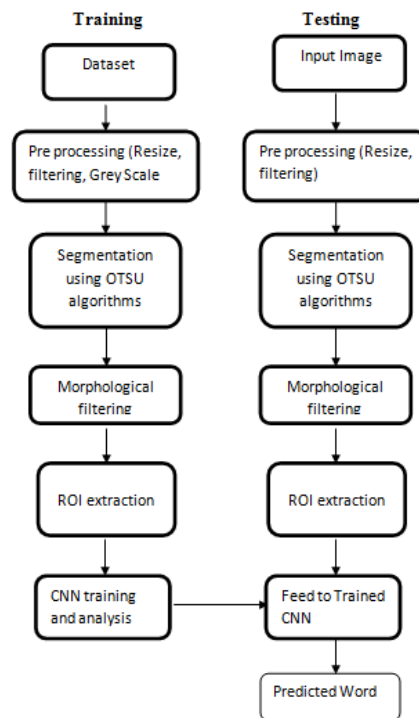 Training
Dataset
Pre processing (Resize,
filtering, Grey Scale
Segmentation
using OTSU
algorithms
Morphological
filtering
ROI extraction
CNN training
and analysis
Testing
Input Image
Pre processing (Resize,
filtering)
Segmentation
using OTSU
algorithms
Morphological
filtering
ROI extraction
Feed to Trained
CNN
Predicted Word